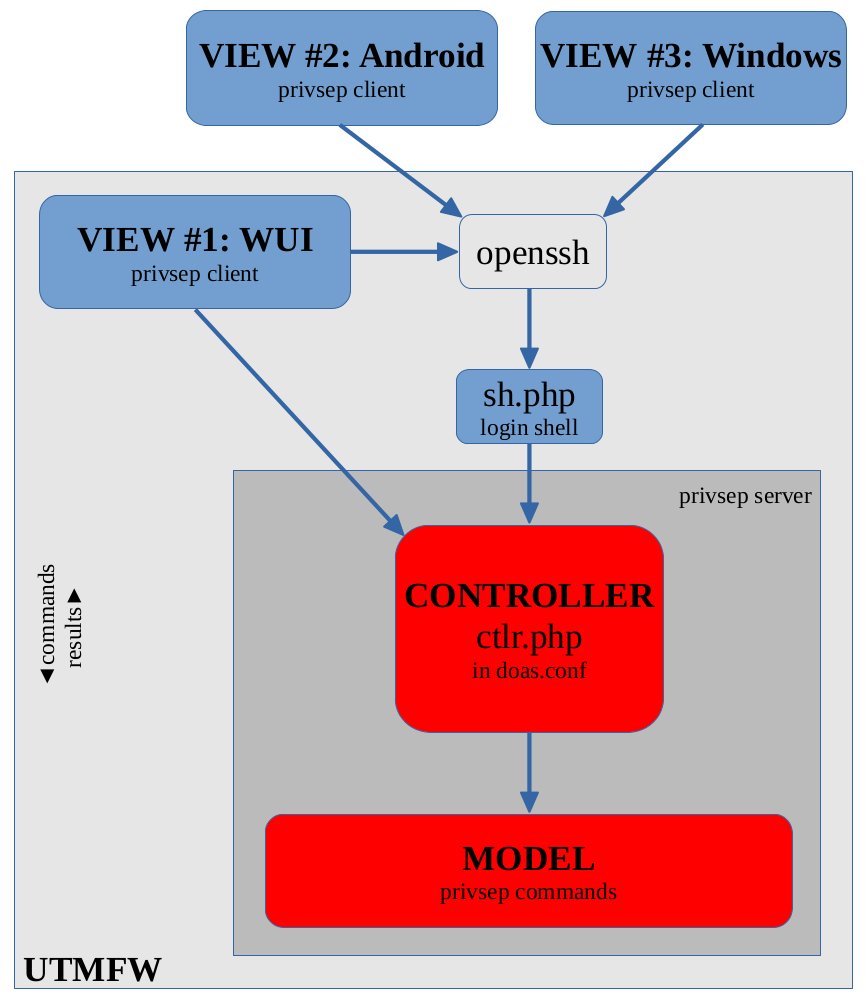 VIEW #2: Android
privsep client
VIEW #3: Windows
privsep client
VIEW #1: WUI
privsep client
openssh
sh.php
login shell
privsep server
CONTROLLER
ctlr.php
in doas.conf
◀commands
results▶
MODEL
privsep commands
UTMFW